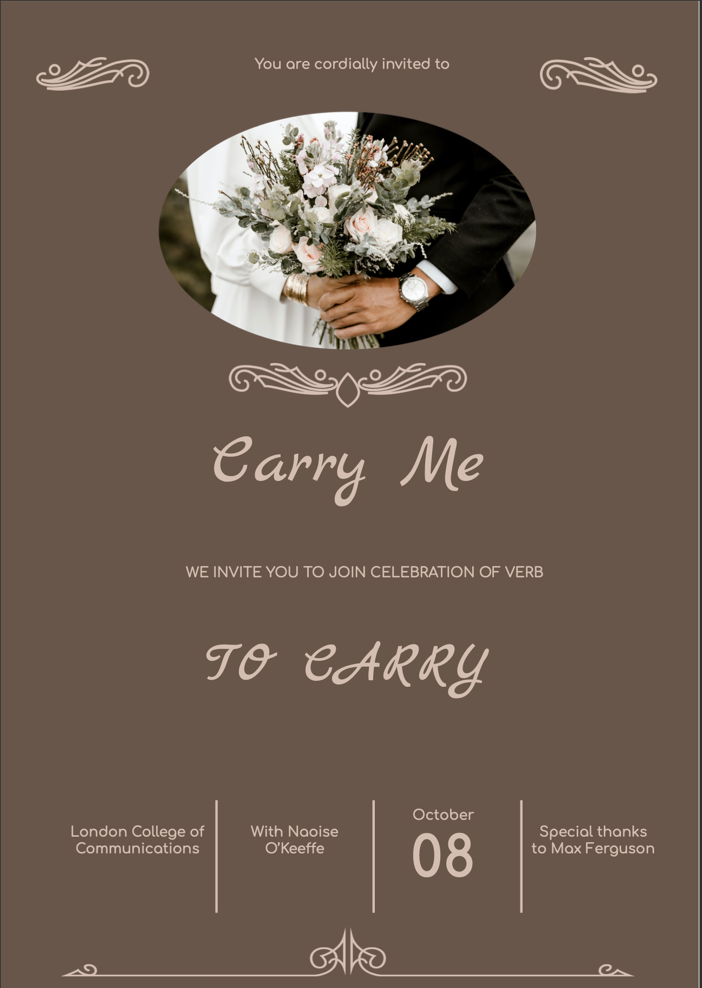 You are cordially invited to
Carry Me
WE INVITE YOU TO JOIN CELEBRATION OF VERB
TO CARRY
London College of
Communications
With Naoise
O'Keeffe
October
08
Special thanks
to Max Ferguson